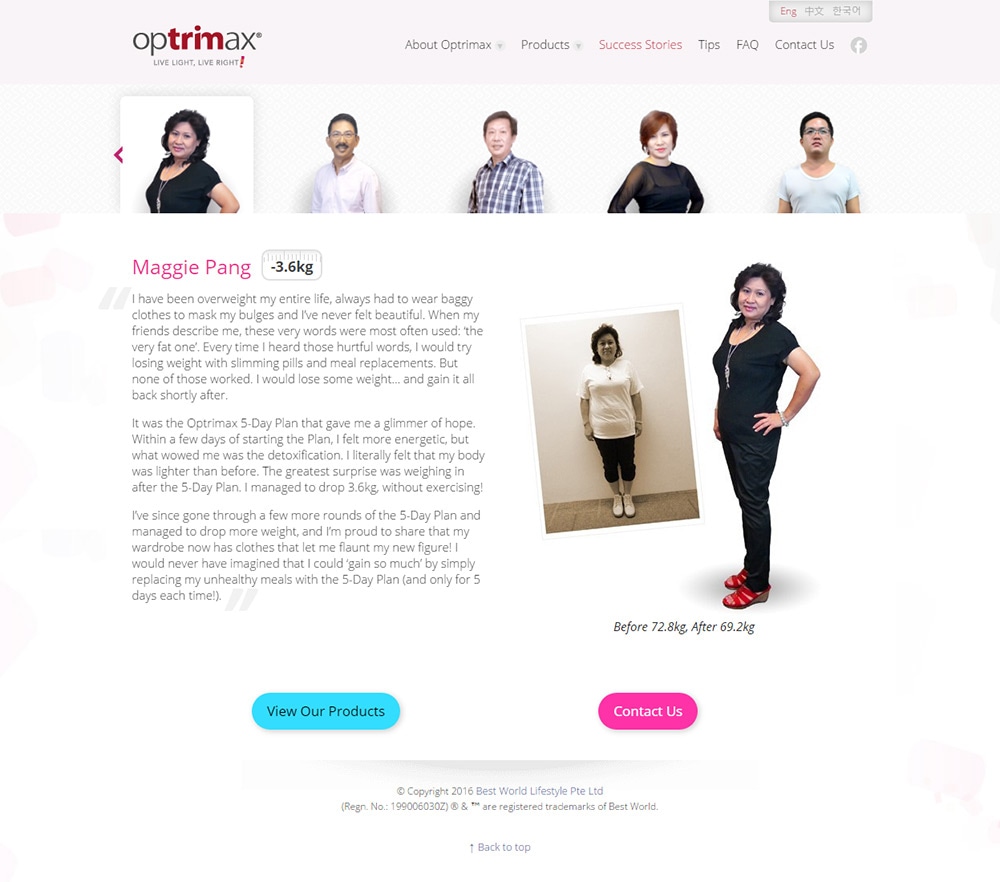 Eng 中文 한국어
optrimax®
LIVE LIGHT, LIVE RIGHT!
About Optrimax Products Success Stories Tips FAQ Contact Us
Maggie Pang -3.6kg
I have been overweight my entire life, always had to wear baggy
clothes to mask my bulges and I’ve never felt beautiful. When my
friends describe me, these very words were most often used: ‘the
very fat one’. Every time I heard those hurtful words, I would try
losing weight with slimming pills and meal replacements. But
none of those worked. I would lose some weight... and gain it all
back shortly after.
It was the Optrimax 5-Day Plan that gave me a glimmer of hope.
Within a few days of starting the Plan, I felt more energetic, but
what wowed me was the detoxification. I literally felt that my body
was lighter than before. The greatest surprise was weighing in
after the 5-Day Plan. I managed to drop 3.6kg, without exercising!
I’ve since gone through a few more rounds of the 5-Day Plan and
managed to drop more weight, and I’m proud to share that my
wardrobe now has clothes that let me flaunt my new figure! I
would never have imagined that I could ‘gain so much’ by simply
replacing my unhealthy meals with the 5-Day Plan (and only for 5
days each time!).
Before 72.8kg, After 69.2kg
View Our Products
Contact Us
© Copyright 2016 Best World Lifestyle Pte Ltd
(Regn. No.: 199006030Z) ® & ™ are registered trademarks of Best World.
↑ Back to top